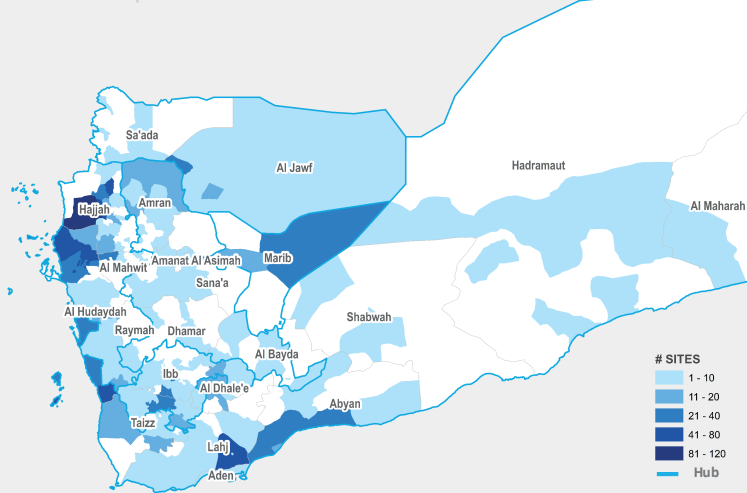 Sa'ada
Al Jawf
Hadramaut
Amran
Hajjah
Al Maharah
Marib
Amanat Al Asimah
Al Mahwit
Sana'a
Al Hudaydah
Shabwah
Raymah
Dhamar
Al Bayda
Ibb
Al Dhale'e
Abyan
Taizz
Lahj
Aden
# SITES
1 - 10
11 - 20
21 - 40
41 - 80
81 - 120
Hub